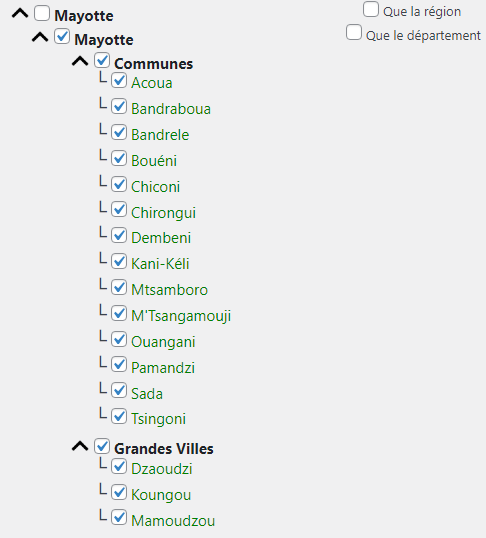 Mayotte
Que la région
Mayotte
Que le département
Communes
Acoua
Bandraboua
Bandrele
Bouéni
Chiconi
Chirongui
Dembeni
Kani-Kéli
Mtsamboro
M'Tsangamouji
Ouangani
Pamandzi
Sada
Tsingoni
Grandes Villes
Dzaoudzi
Koungou
Mamoudzou